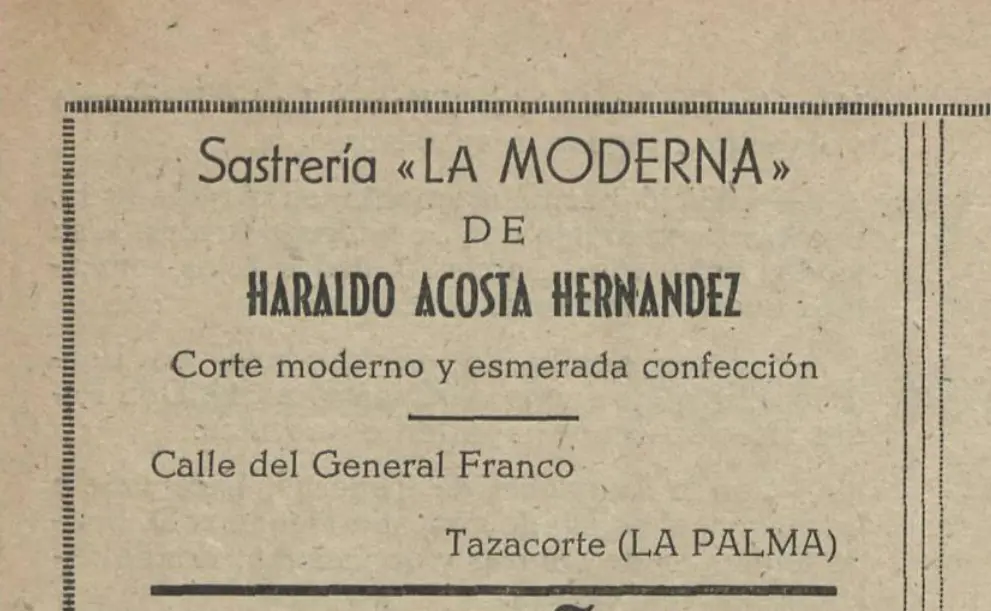 Sastrería «LA MODERNA»
DE
HARALDO ACOSTA HERNANDEZ
Corte moderno y esmerada confección
Calle del General Franco
Tazacorte (LA PALMA)